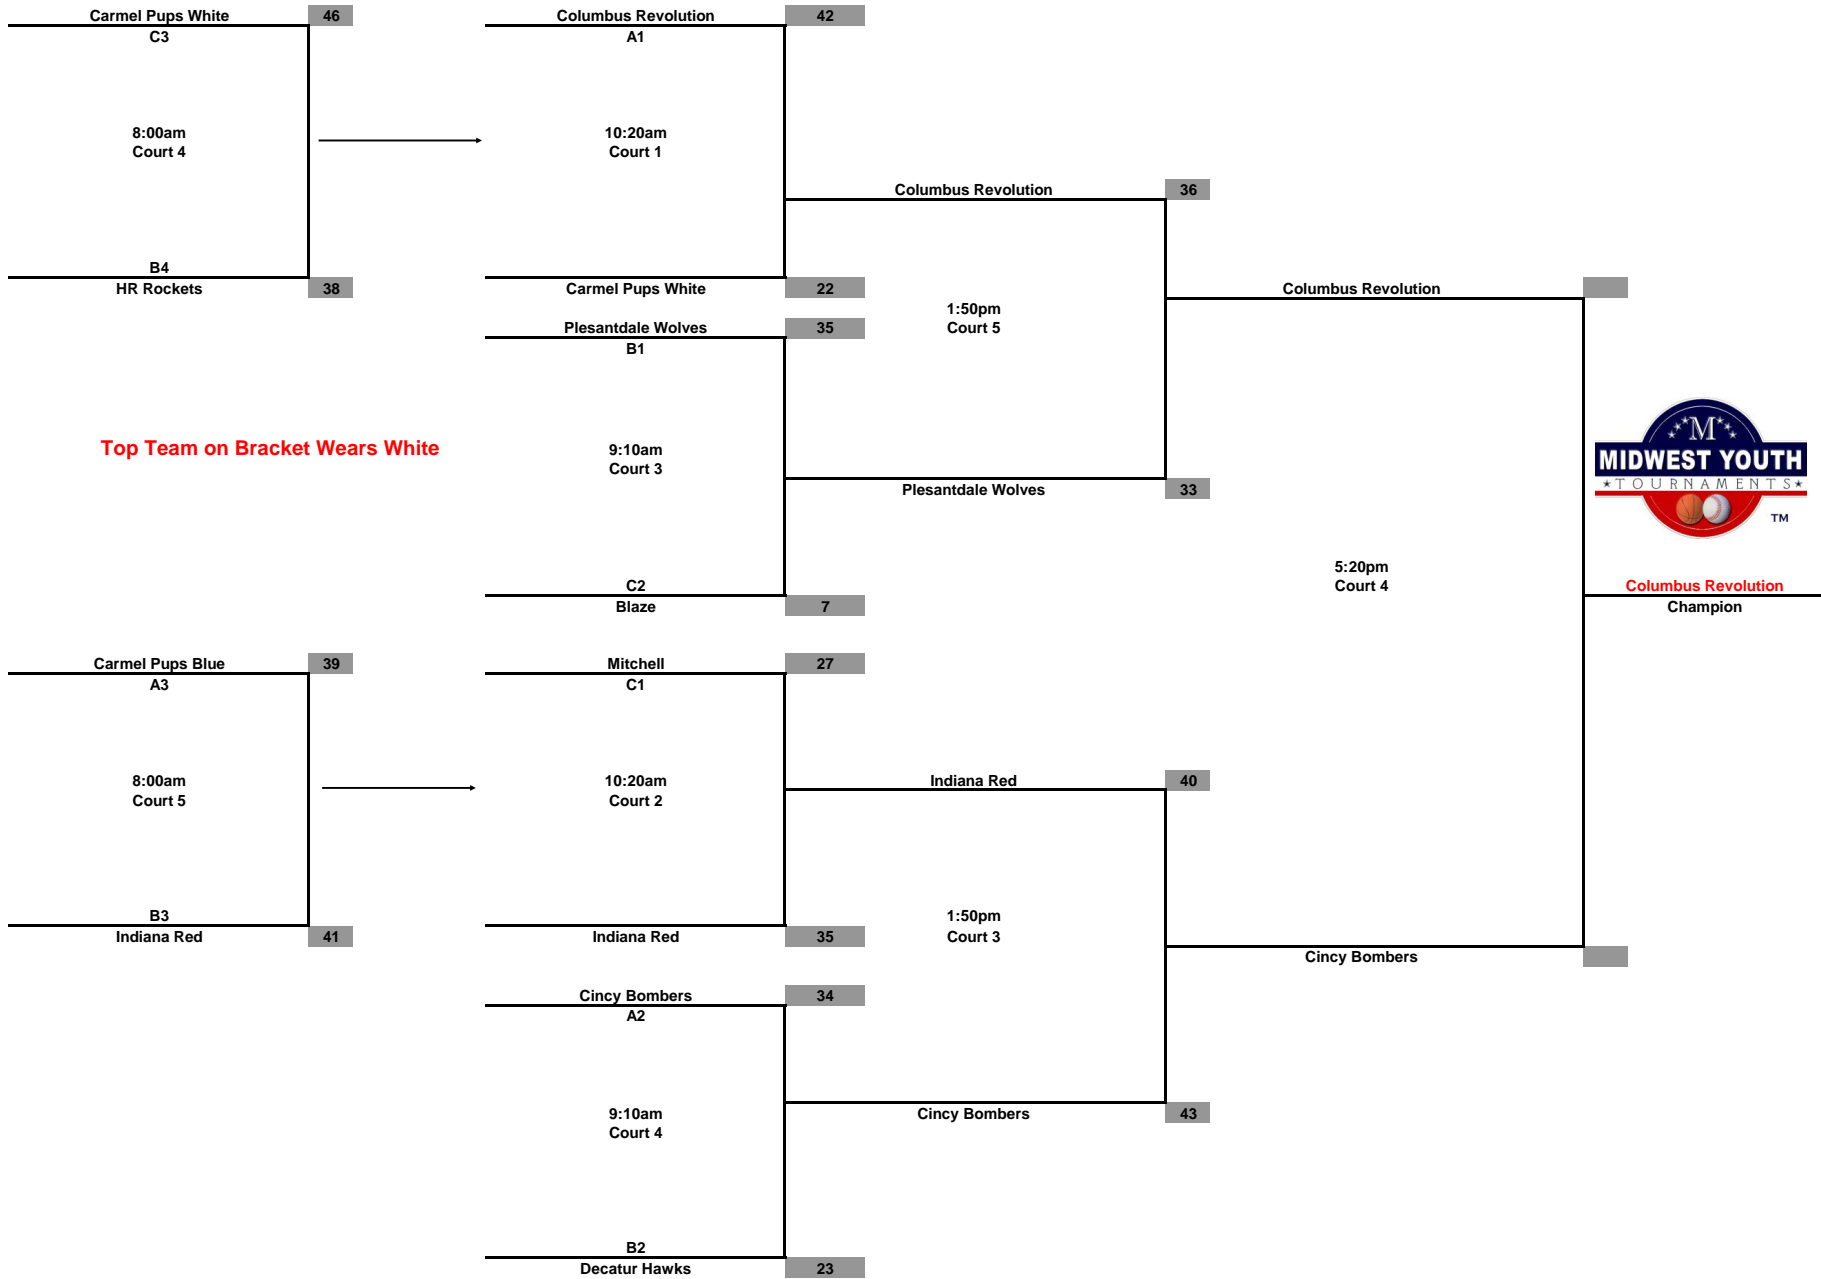 Carmel Pups White 46
C3
8:00am
Court 4
B4
HR Rockets 38
Columbus Revolution 42
A1
10:20am
Court 1
Carmel Pups White 22
Plesantdale Wolves 35
B1
Top Team on Bracket Wears White
9:10am
Court 3
C2
Blaze 7
Columbus Revolution 36
1:50pm
Court 5
Plesantdale Wolves 33
Columbus Revolution
5:20pm
Court 4
M
MIDWEST YOUTH
TOURNAMENTS
TM
Columbus Revolution
Champion
Carmel Pups Blue 39
A3
8:00am
Court 5
B3
Indiana Red 41
Mitchell 27
C1
10:20am
Court 2
Indiana Red 35
Cincy Bombers 34
A2
9:10am
Court 4
B2
Decatur Hawks 23
Indiana Red 40
1:50pm
Court 3
Cincy Bombers 43
Cincy Bombers